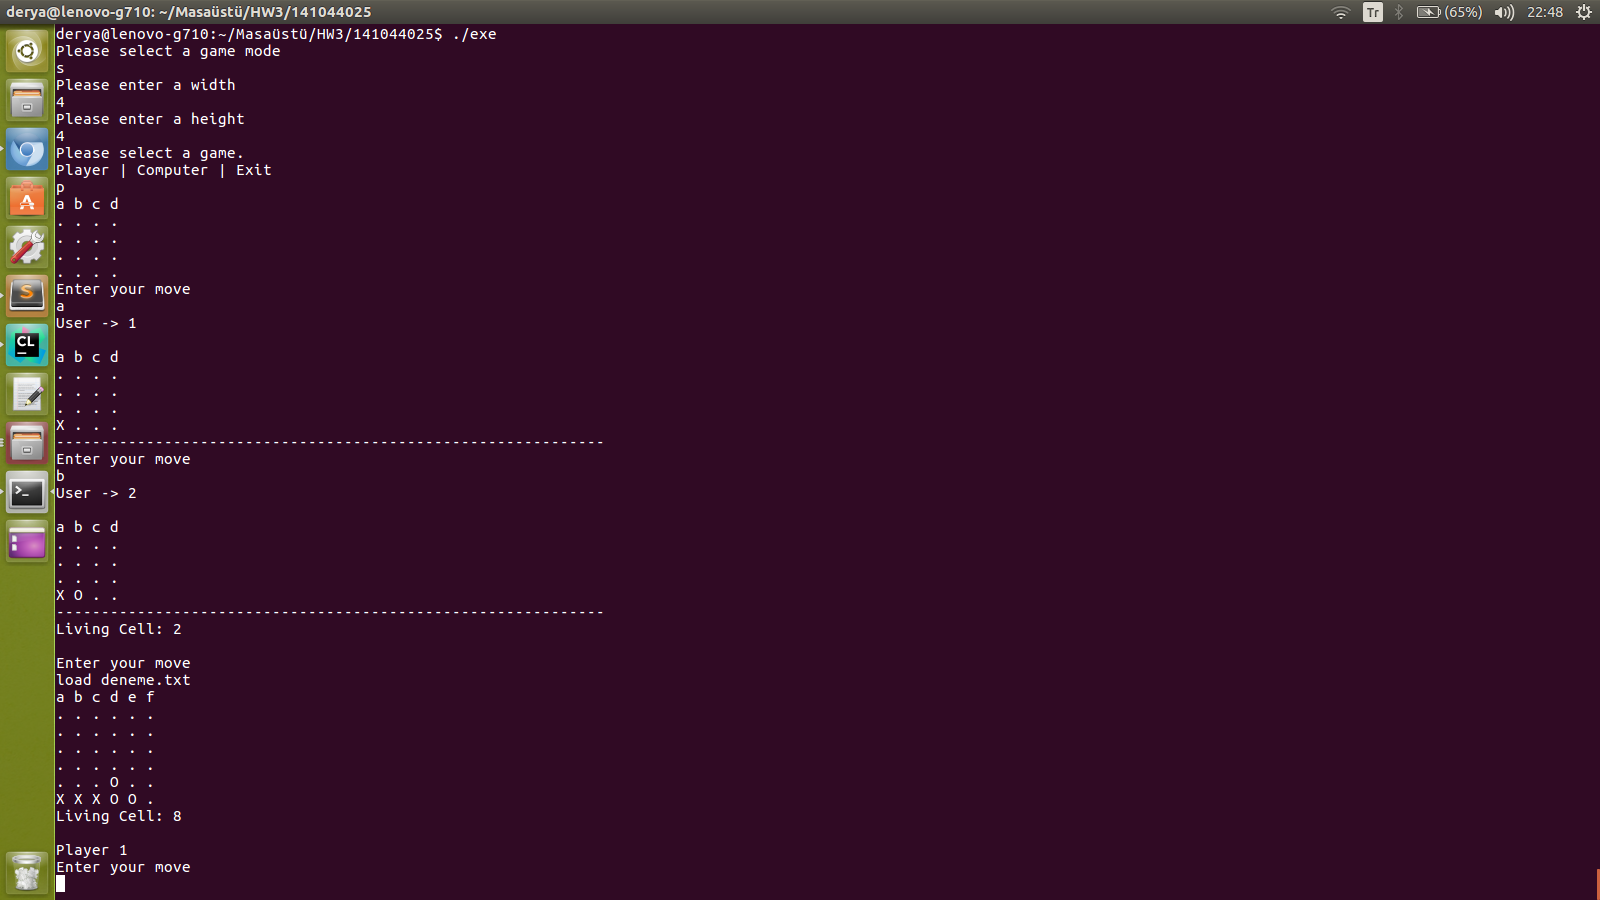 derya@lenovo-g710: ~/Masaüstü/HW3/141044025
Tr
(65%)
22:48
derya@lenovo-g710:~/Masaüstü/HW3/141044025$ ./exe
Please select a game mode
s
Please enter a width
4
Please enter a height
4
Please select a game.
Player | Computer | Exit
p
a b c d
. . . .
. . . .
. . . .
. . . .
Enter your move
a
User -> 1
a b c d
. . . .
. . . .
. . . .
X . . .
-------------------------------------------------------------
Enter your move
b
User -> 2
a b c d
. . . .
. . . .
. . . .
X O . .
-------------------------------------------------------------
Living Cell: 2
Enter your move
load deneme.txt
a b c d e f
. . . . . .
. . . . . .
. . . . . .
. . . . . .
. . . O . .
X X X O O .
Living Cell: 8
Player 1
Enter your move
S
CL
A
>_